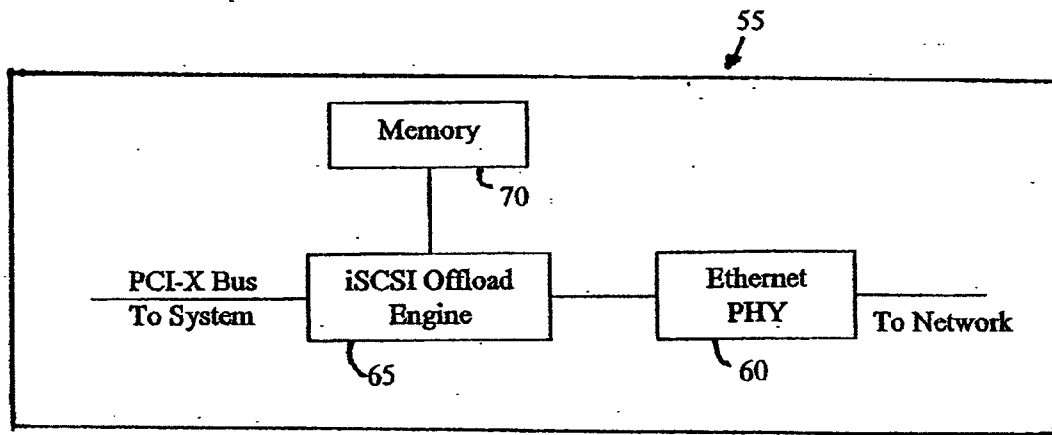 55
Memory
70
PCI-X Bus
To System
iSCSI Offload
Engine
65
Ethernet
PHY
60
To Network